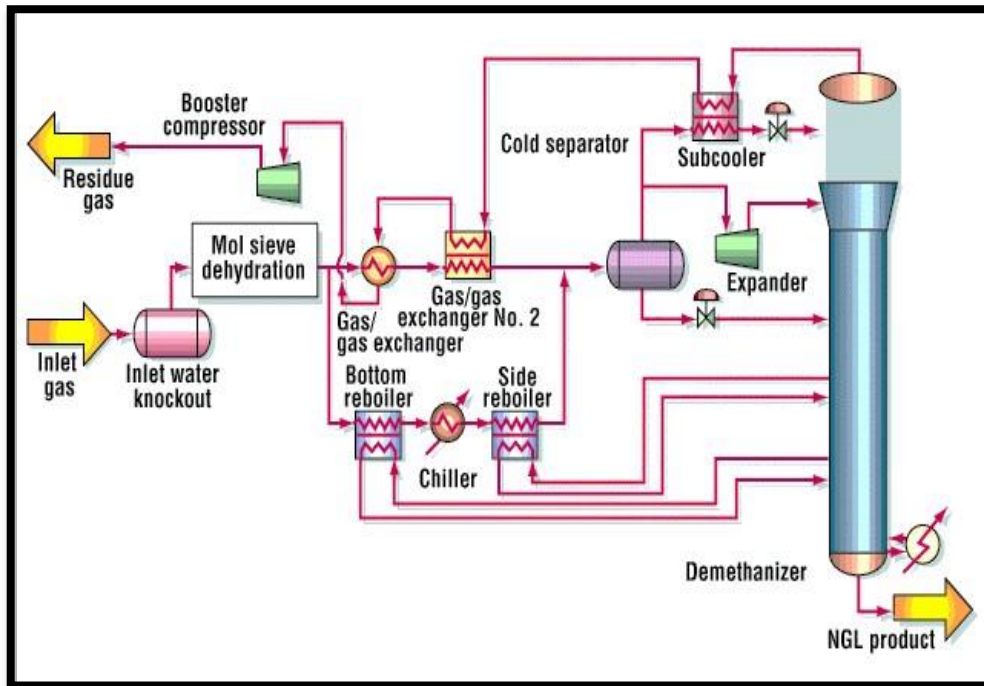 Booster
compressor
Residue
gas
Mol sieve
dehydration
Inlet
gas
Inlet water
knockout
Gas/
gas exchanger
Gas/gas
exchanger No. 2
Cold separator
Subcooler
Expander
Bottom
reboiler
Chiller
Side
reboiler
Demethanizer
NGL product